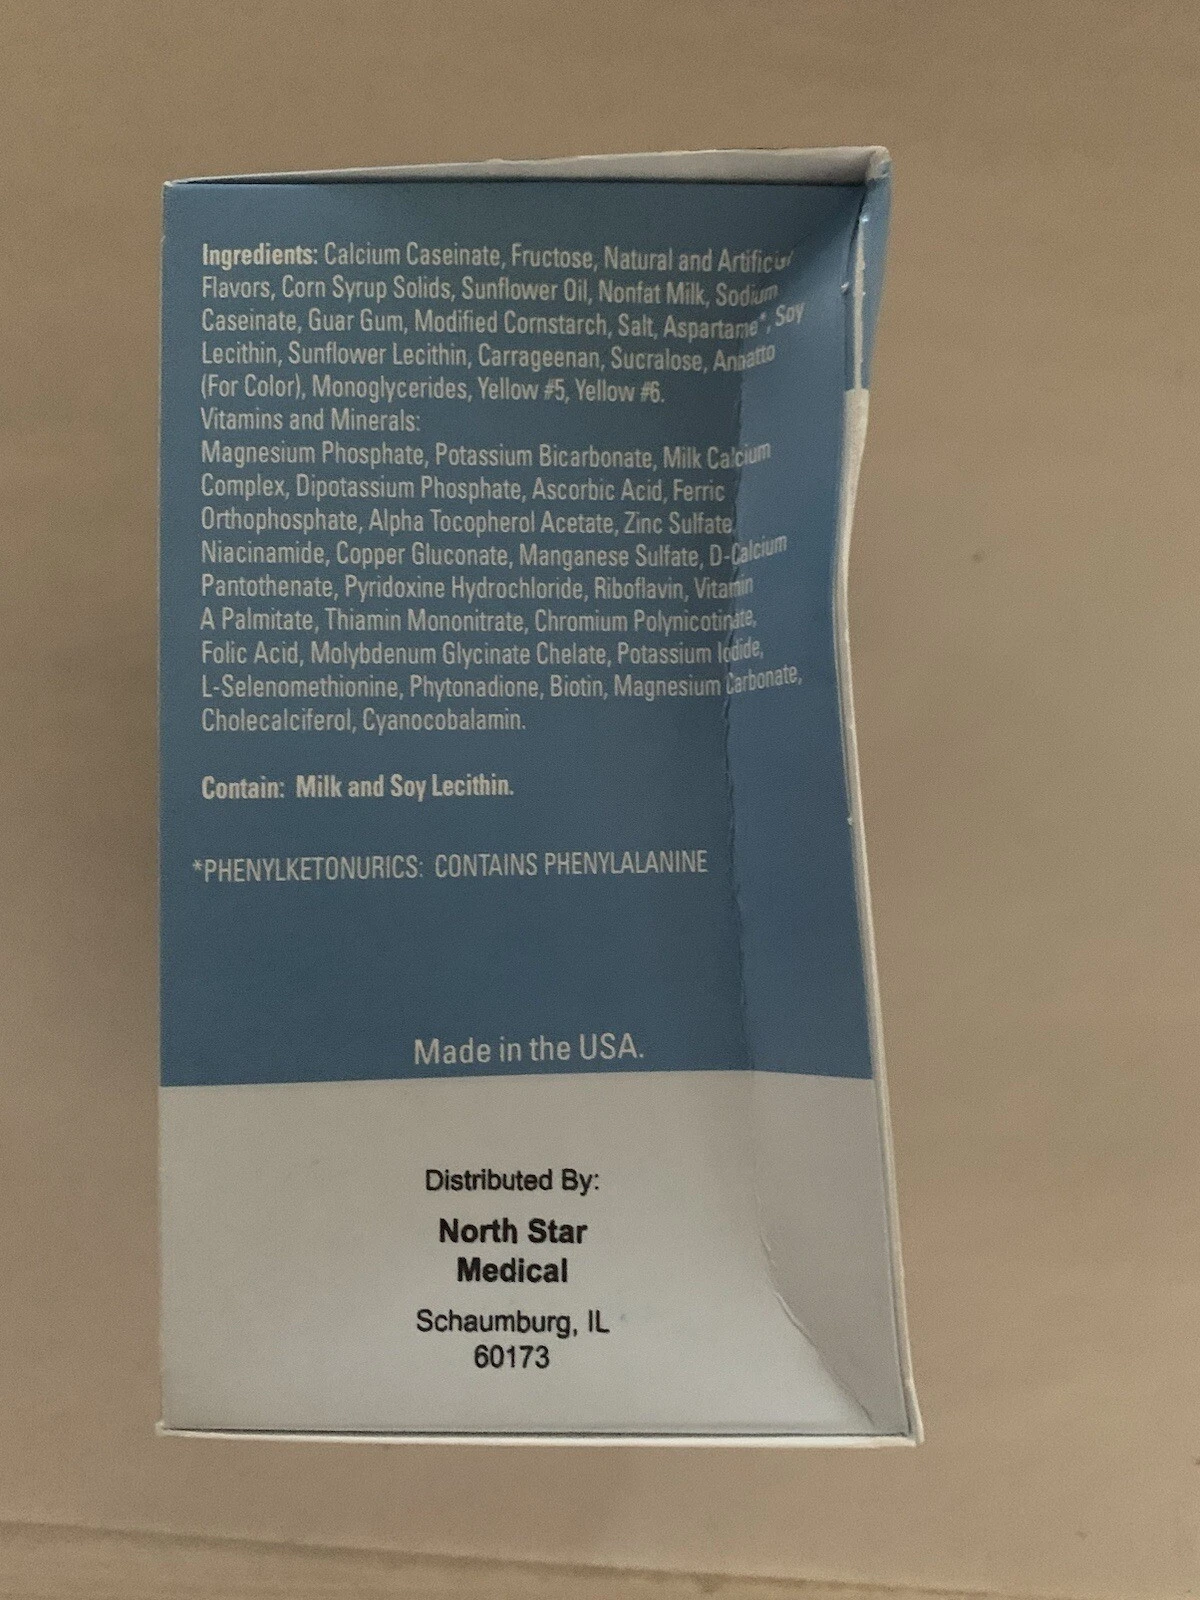 Ingredients: Calcium Caseinate, Fructose, Natural and Artificial
Flavors, Corn Syrup Solids, Sunflower Oil, Nonfat Milk, Sodium
Caseinate, Guar Gum, Modified Cornstarch, Salt, Aspartame*, Soy
Lecithin, Sunflower Lecithin, Carrageenan, Sucralose, Annatto
(For Color), Monoglycerides, Yellow #5, Yellow #6.
Vitamins and Minerals:
Magnesium Phosphate, Potassium Bicarbonate, Milk Calcium
Complex, Dipotassium Phosphate, Ascorbic Acid, Ferric
Orthophosphate, Alpha Tocopherol Acetate, Zinc Sulfate,
Niacinamide, Copper Gluconate, Manganese Sulfate, D-Calcium
Pantothenate, Pyridoxine Hydrochloride, Riboflavin, Vitamin
A Palmitate, Thiamin Mononitrate, Chromium Polynicotinate,
Folic Acid, Molybdenum Glycinate Chelate, Potassium Iodide,
L-Selenomethionine, Phytonadione, Biotin, Magnesium Carbonate,
Cholecalciferol, Cyanocobalamin.
Contain: Milk and Soy Lecithin.
*PHENYLKETONURICS: CONTAINS PHENYLALANINE
Made in the USA.
Distributed By:
North Star
Medical
Schaumburg, IL
60173